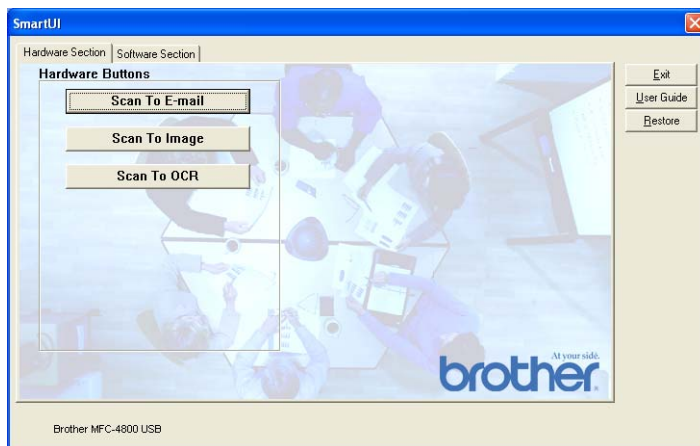 SmartUI
Hardware Section
Software Section
Hardware Buttons
Scan To E-mail
Scan To Image
Scan To OCR
Exit
User Guide
Restore
At your side.
brother
Brother MFC-4800 USB